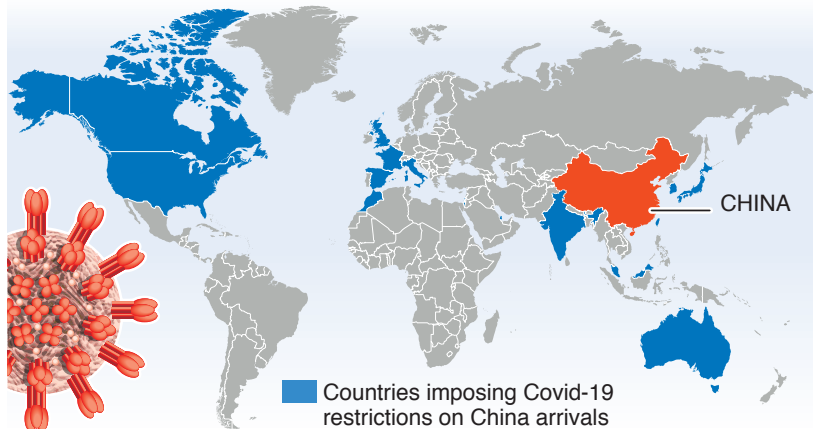 CHINA
Countries imposing Covid-19
restrictions on China arrivals